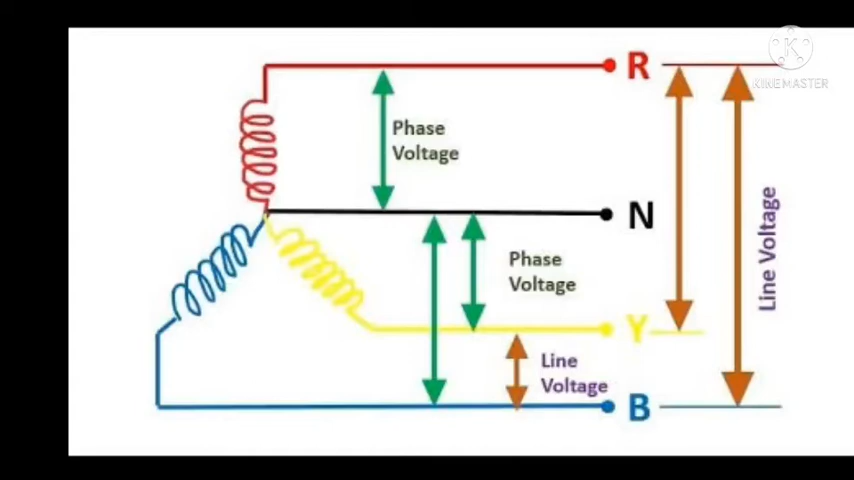 R
K
KINEMASTER
Phase
Voltage
N
Line Voltage
Phase
Voltage
Y
Line
Voltage
B